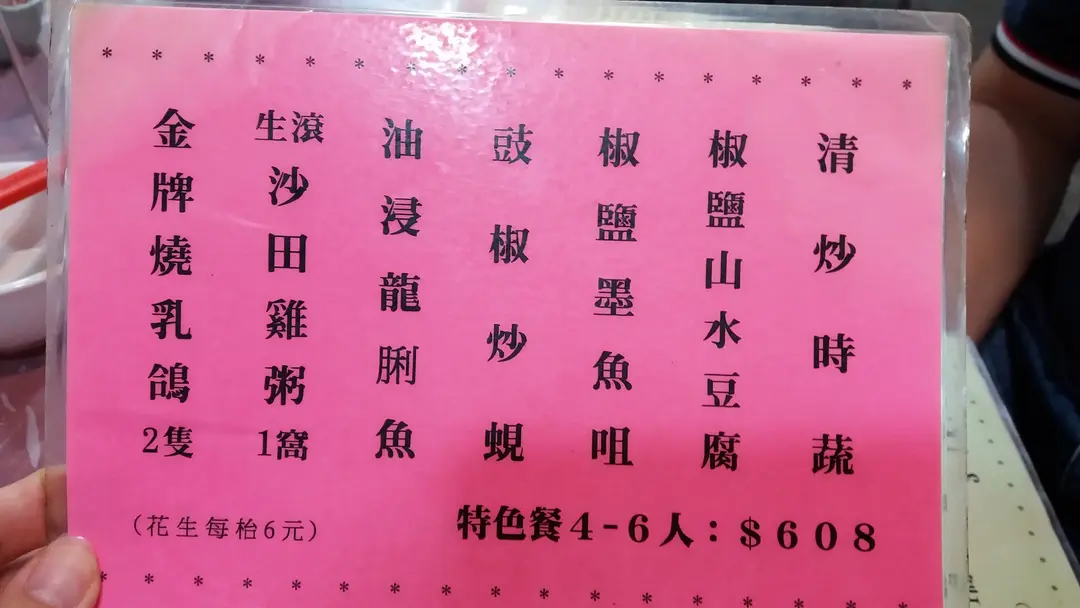 金牌燒乳鴿2隻
生滾沙田雞粥1窩
油浸龍脷魚
豉椒炒蜆
椒鹽墨魚咀
椒鹽山水豆腐
清炒時蔬
(花生每枱6元)
特色餐4-6人:$608